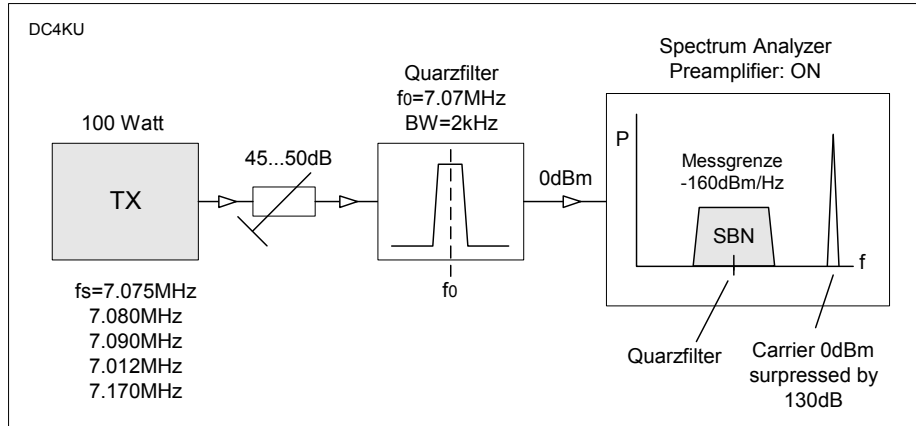 DC4KU
100 Watt
TX
fs=7.075MHz
7.080MHz
7.090MHz
7.012MHz
7.170MHz
45...50dB
Quarzfilter
f0=7.07MHz
BW=2kHz
f0
0dBm
Spectrum Analyzer
Preamplifier: ON
P
Messgrenze
-160dBm/Hz
SBN
f
Quarzfilter
Carrier 0dBm
surpressed by
130dB